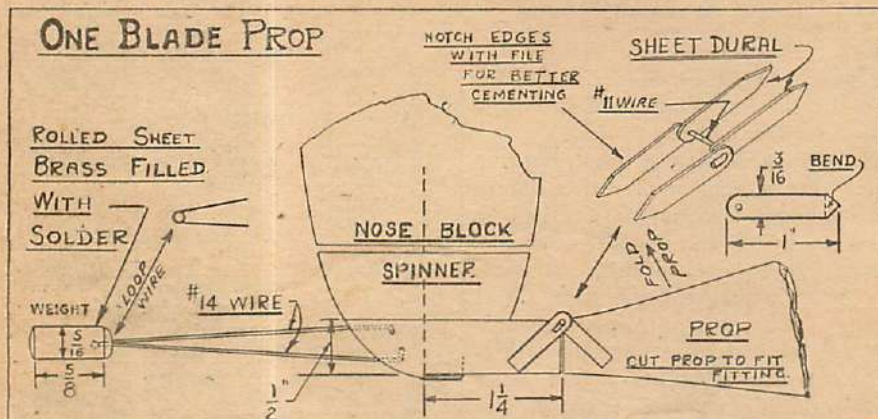 ONE BLADE PROP
NOTCH EDGES
WITH FILE
FOR BETTER
CEMENTING
SHEET DURAL
#11 WIRE
ROLLED SHEET
BRASS FILLED
WITH
SOLDER
3/16
BEND
1"
NOSE BLOCK
SPINNER
FOLD
PROP
LOOP
WIRE
#14 WIRE
WEIGHT
5/16
5/8
1/2"
1 1/4
PROP
CUT PROP TO FIT
FITTING